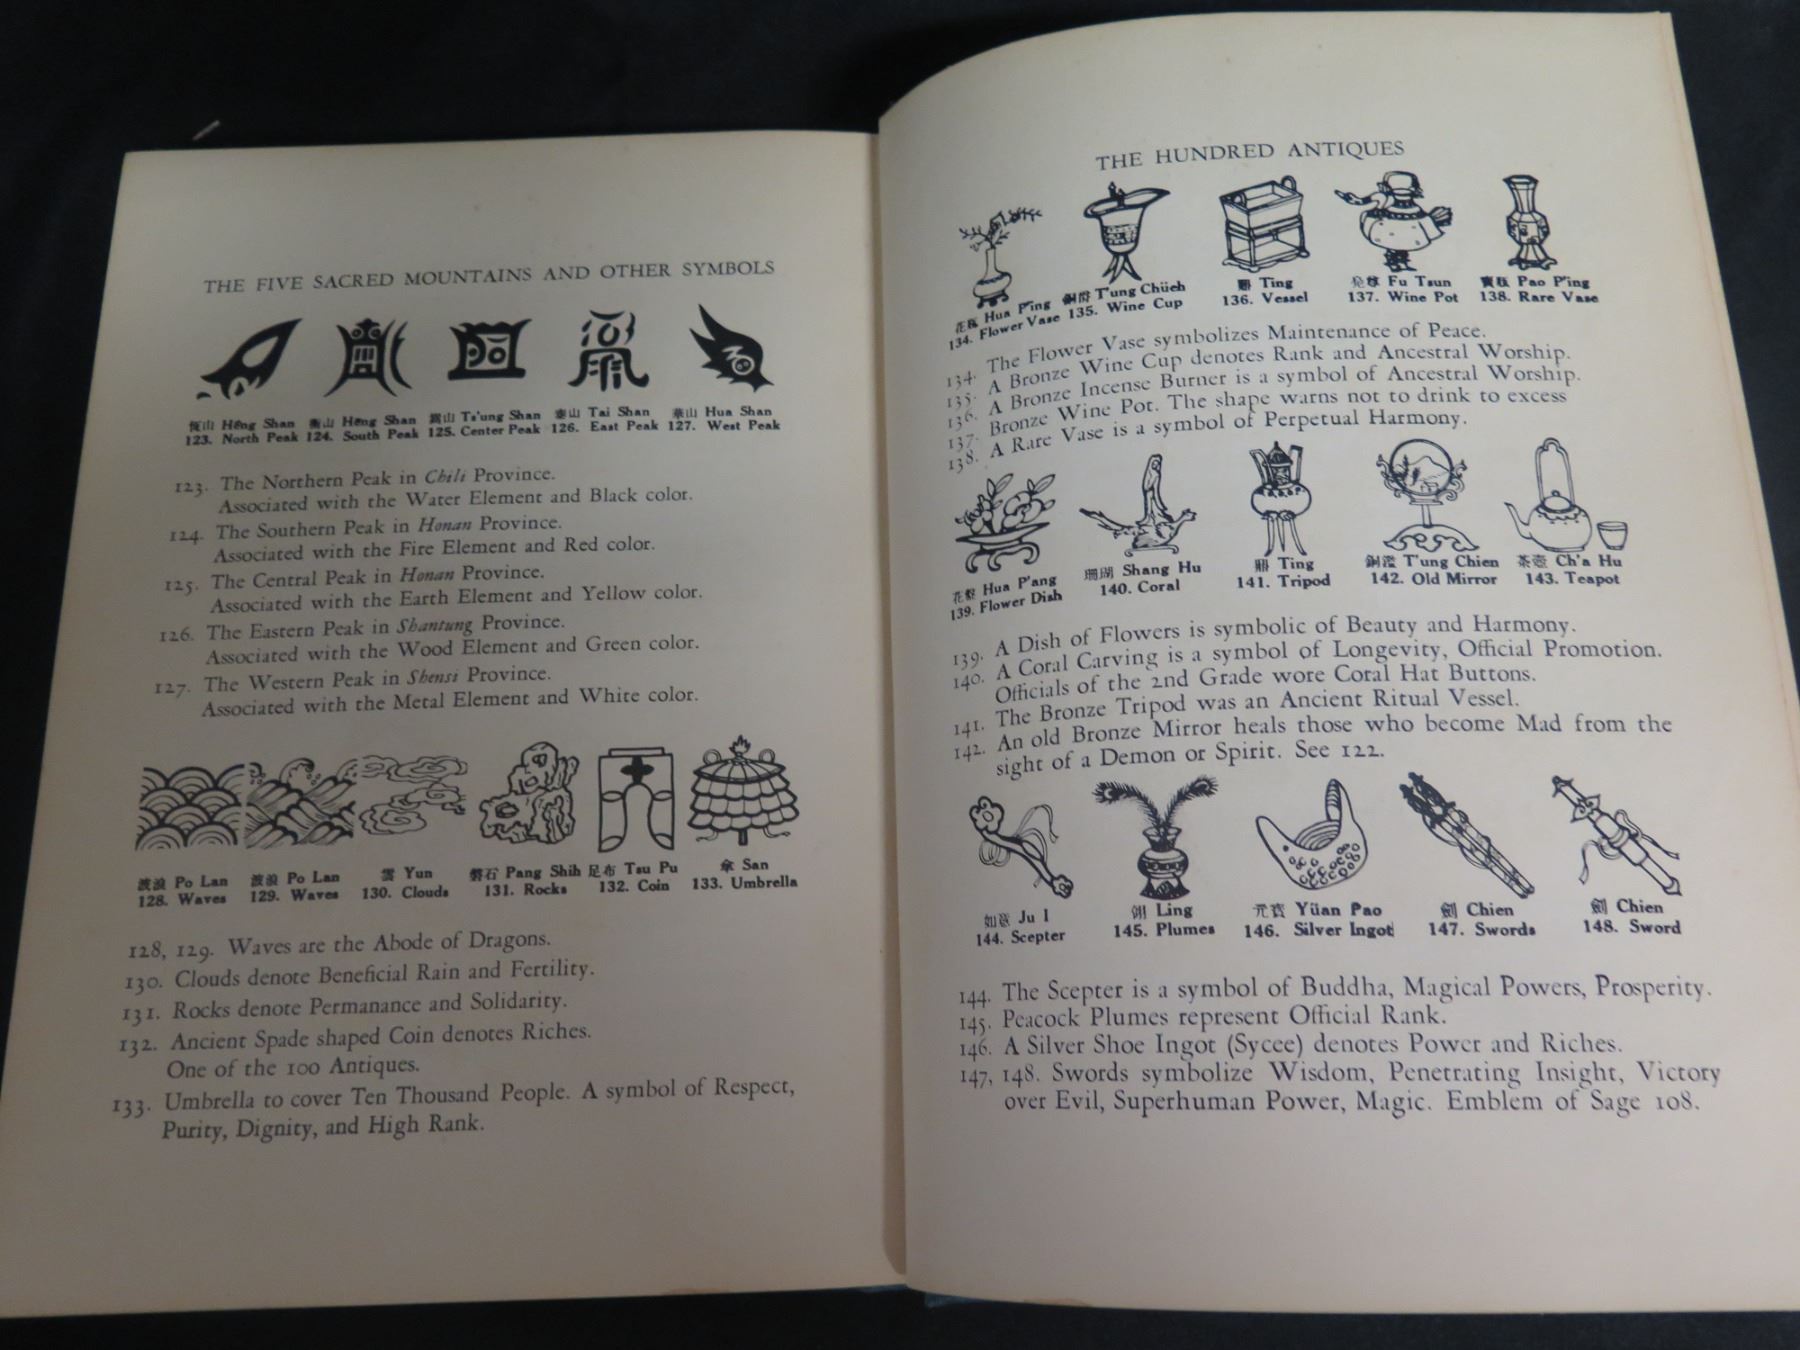 THE FIVE SACRED MOUNTAINS AND OTHER SYMBOLS
恆山 Hêng Shan 衡山 Hêng Shan 嵩山 Ts'ung Shan 泰山 Tai Shan 華山 Hua Shan
123. North Peak 124. South Peak 125. Center Peak 126. East Peak 127. West Peak
123. The Northern Peak in Chili Province.
Associated with the Water Element and Black color.
124. The Southern Peak in Honan Province.
Associated with the Fire Element and Red color.
125. The Central Peak in Honan Province.
Associated with the Earth Element and Yellow color.
126. The Eastern Peak in Shantung Province.
Associated with the Wood Element and Green color.
127. The Western Peak in Shensi Province.
Associated with the Metal Element and White color.
波浪 Po Lan 波浪 Po Lan 雲 Yun 磐石 Pang Shih 足布 Tsu Pu 傘 San
128. Waves 129. Waves 130. Clouds 131. Rocks 132. Coin 133. Umbrella
128, 129. Waves are the Abode of Dragons.
130. Clouds denote Beneficial Rain and Fertility.
131. Rocks denote Permanance and Solidarity.
132. Ancient Spade shaped Coin denotes Riches.
One of the 100 Antiques.
133. Umbrella to cover Ten Thousand People. A symbol of Respect,
Purity, Dignity, and High Rank.
THE HUNDRED ANTIQUES
花瓶 Hua P'ing 銅爵 T'ung Chüeh 鼎 Ting Fu Tsun 寶瓶 Pao P'ing
134. Flower Vase 135. Wine Cup 136. Vessel 137. Wine Pot 138. Rare Vase
134. The Flower Vase symbolizes Maintenance of Peace.
135. A Bronze Wine Cup denotes Rank and Ancestral Worship.
136. A Bronze Incense Burner is a symbol of Ancestral Worship.
137. Bronze Wine Pot. The shape warns not to drink to excess
138. A Rare Vase is a symbol of Perpetual Harmony.
花盤 Hua P'ang 珊瑚 Shang Hu 鼎 Ting 銅鑑 T'ung Chien 茶壺 Ch'a Hu
139. Flower Dish 140. Coral 141. Tripod 142. Old Mirror 143. Teapot
139. A Dish of Flowers is symbolic of Beauty and Harmony.
140. A Coral Carving is a symbol of Longevity, Official Promotion.
Officials of the 2nd Grade wore Coral Hat Buttons.
141. The Bronze Tripod was an Ancient Ritual Vessel.
142. An old Bronze Mirror heals those who become Mad from the
sight of a Demon or Spirit. See 122.
如意 Ju I 翎 Ling 元寶 Yüan Pao 劍 Chien 劍 Chien
144. Scepter 145. Plumes 146. Silver Ingot 147. Swords 148. Sword
144. The Scepter is a symbol of Buddha, Magical Powers, Prosperity.
145. Peacock Plumes represent Official Rank.
146. A Silver Shoe Ingot (Sycee) denotes Power and Riches.
147, 148. Swords symbolize Wisdom, Penetrating Insight, Victory
over Evil, Superhuman Power, Magic. Emblem of Sage 108.